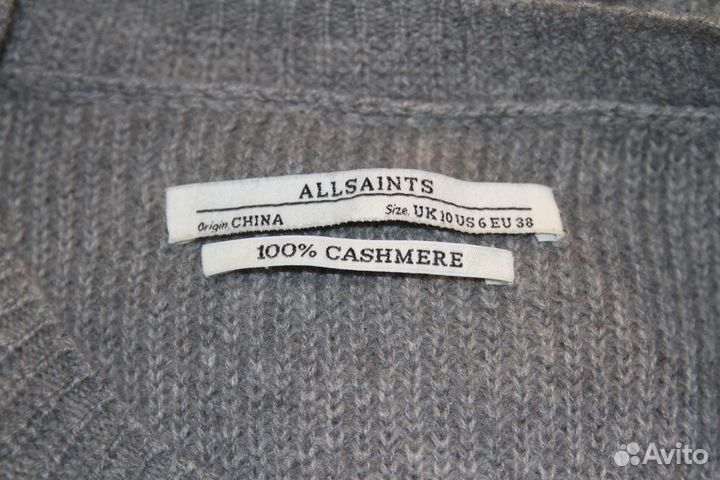 ALLSAINTS
Origin CHINA Size. UK 10 US 6 EU 38
100% CASHMERE
Avito